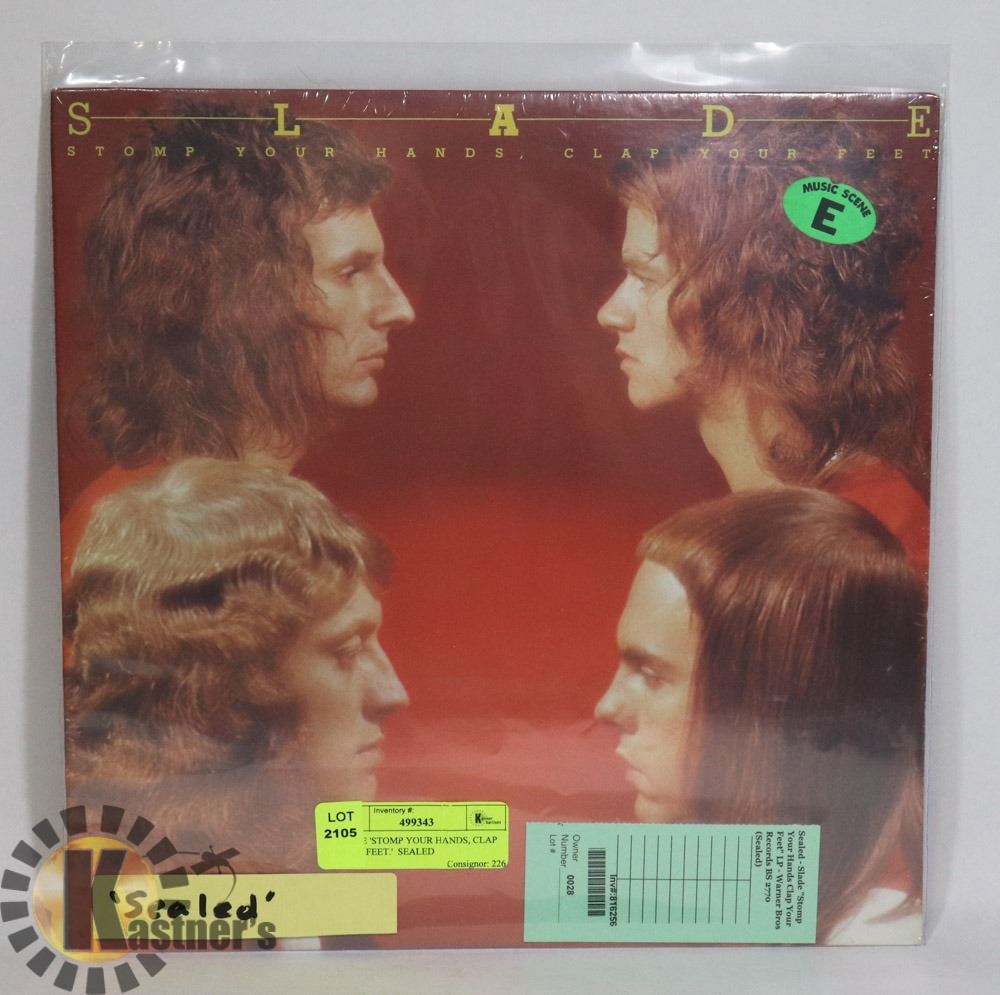 S L A D E
STOMP YOUR HANDS, CLAP YOUR FEET
MUSIC SCENE
E
LOT
2105
Inventory #:
499343
'STOMP YOUR HANDS, CLAP
FEET.' SEALED
Consignor: 226
'Sealed'
Kastner's
Owner
Number 0028
Lot #
Inv#:816256
Sealed - Slade "Stomp
Your Hands Clap Your
Feet" LP - Warner Bros
Records BS 2770
(Sealed)